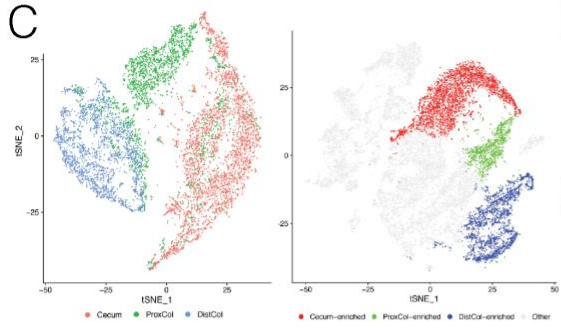 C
25
0
-25
tSNE_2
-50
-25
0
25
tSNE_1
Cecum ProxCol DistCol
25
0
-25
-50
-25
0
25
50
tSNE_1
Cecum-enriched ProxCol-enriched DistCol-enriched Other